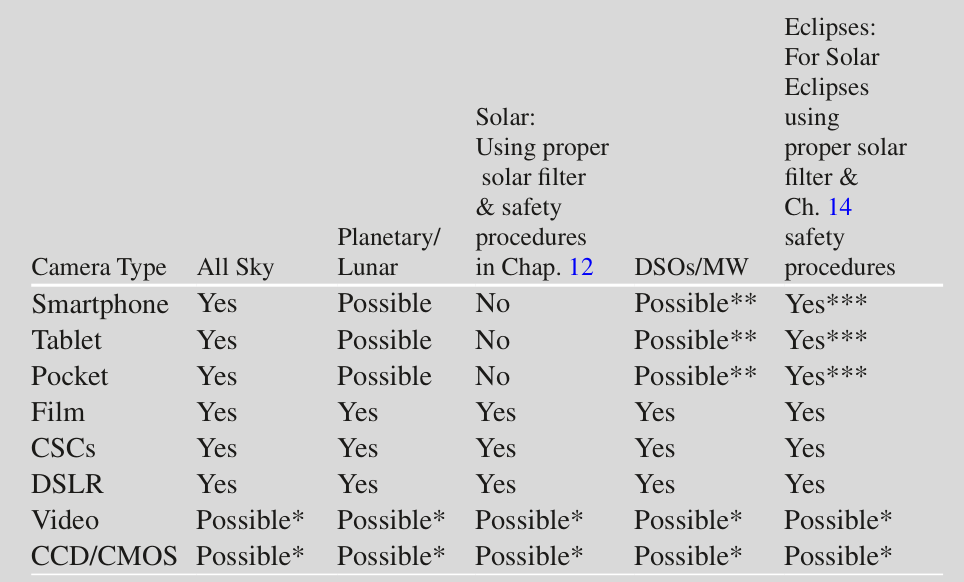 Eclipses:
For Solar
Eclipses
using
Solar: proper solar
Using proper filter &
solar filter Ch. 14
& safety safety
Planetary/ procedures procedures
Camera Type All Sky Lunar in Chap. 12 DSOs/MW
Smartphone Yes Possible No Possible** Yes***
Tablet Yes Possible No Possible** Yes***
Pocket Yes Possible No Possible** Yes***
Film Yes Yes Yes Yes Yes
CSCs Yes Yes Yes Yes Yes
DSLR Yes Yes Yes Yes Yes
Video Possible* Possible* Possible* Possible* Possible*
CCD/CMOS Possible* Possible* Possible* Possible* Possible*